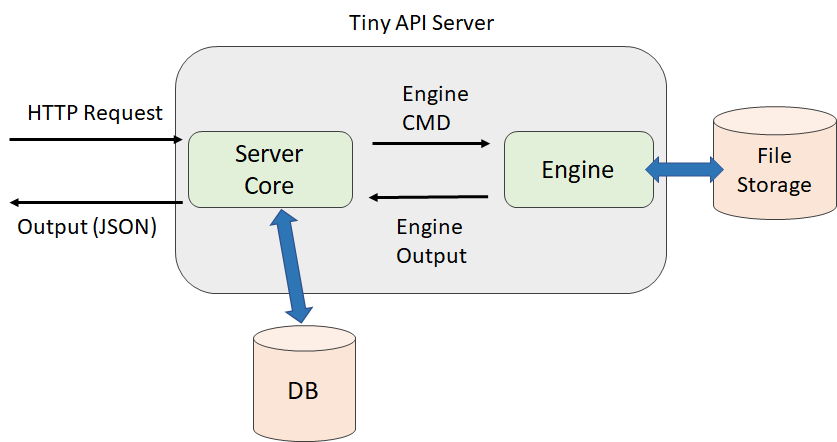 Tiny API Server
HTTP Request
Output (JSON)
Server
Core
Engine
CMD
Engine
Output
Engine
File
Storage
DB